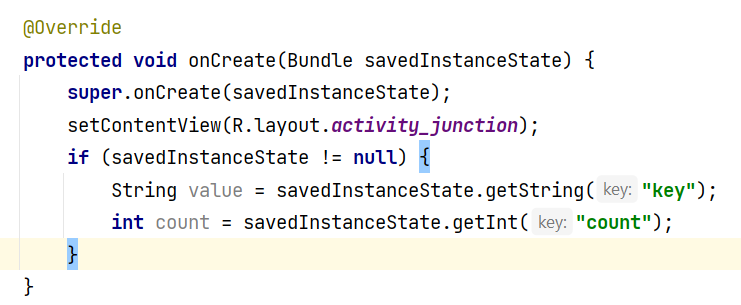 @Override
protected void onCreate(Bundle savedInstanceState) {
super.onCreate(savedInstanceState);
setContentView(R.layout.activity_junction);
if (savedInstanceState != null) {
String value = savedInstanceState.getString( key: "key");
int count = savedInstanceState.getInt( key: "count");
}
}